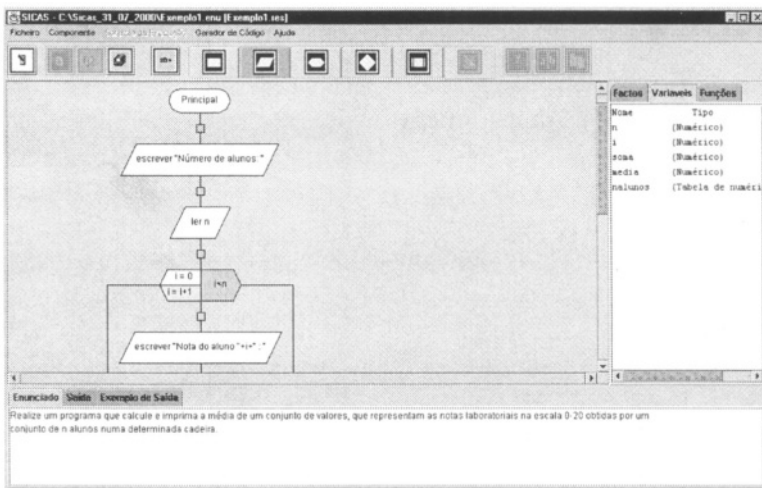 SICAS - C:\Sicas_31_07_2000\Exemplo1.enu [Exemplo1.ses]
Ficheiro Componente Gerador de Código Ajuda
Factos Variaveis Funções
Nome Tipo
n (Numérico)
i (Numérico)
soma (Numérico)
media (Numérico)
nalunos (Tabela de numéri
Principal
escrever "Número de alunos: "
ler n
i = 0
i = i+1
i<n
escrever "Nota do aluno "+i+" : "
Enunciado Saída Exemplo de Saída
Realize um programa que calcule e imprima a média de um conjunto de valores, que representam as notas laboratoriais na escala 0-20 obtidas por um
conjunto de n alunos numa determinada cadeira.